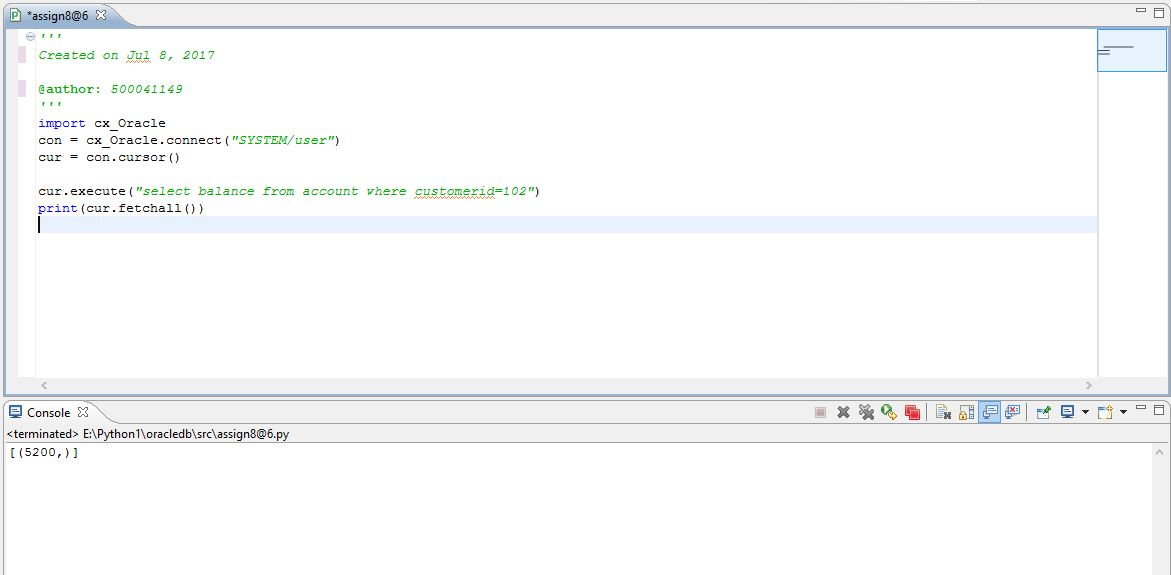 *assign8@6
'''
Created on Jul 8, 2017
@author: 500041149
'''
import cx_Oracle
con = cx_Oracle.connect("SYSTEM/user")
cur = con.cursor()
cur.execute("select balance from account where customerid=102")
print(cur.fetchall())
Console
<terminated> E:\Python1\oracledb\src\assign8@6.py
[(5200,)]